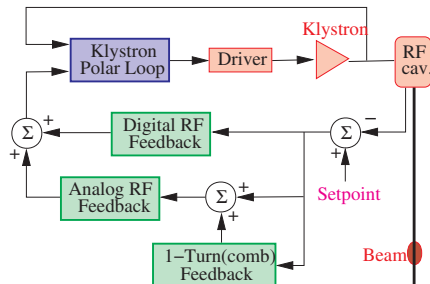 Klystron
Klystron
Polar Loop
Driver
RF
cav.
Σ
+
+
Digital RF
Feedback
Σ
−
+
Setpoint
Analog RF
Feedback
Σ
+
+
1−Turn(comb)
Feedback
Beam